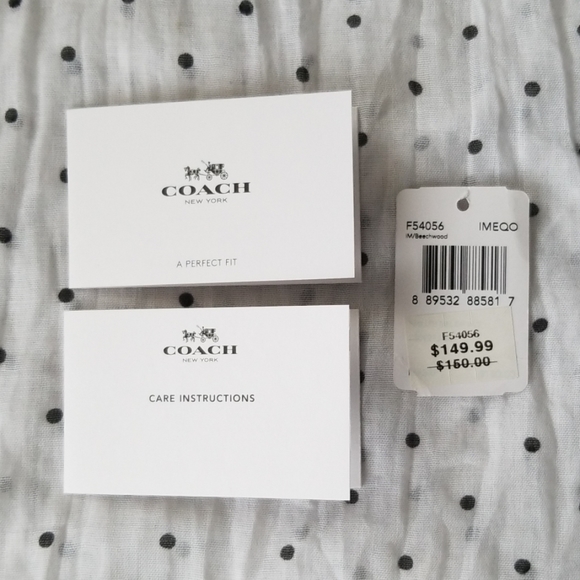 COACH
NEW YORK
A PERFECT FIT
COACH
NEW YORK
CARE INSTRUCTIONS
F54056 IMEQO
IM/Beechwood
8 89532 88581 7
F54056
$149.99
$150.00